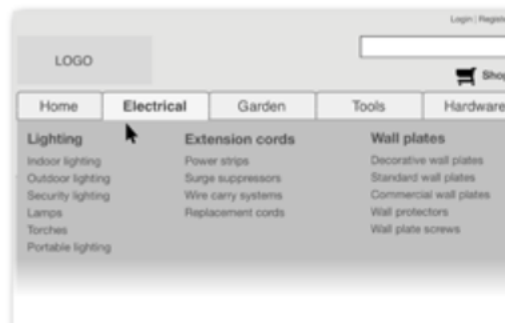 Login | Registe
LOGO
Shop
Home Electrical Garden Tools Hardware
Lighting Extension cords Wall plates
Indoor lighting Power strips Decorative wall plates
Outdoor lighting Surge suppressors Standard wall plates
Security lighting Wire carry systems Commercial wall plates
Lamps Replacement cords Wall protectors
Torches Wall plate screws
Portable lighting